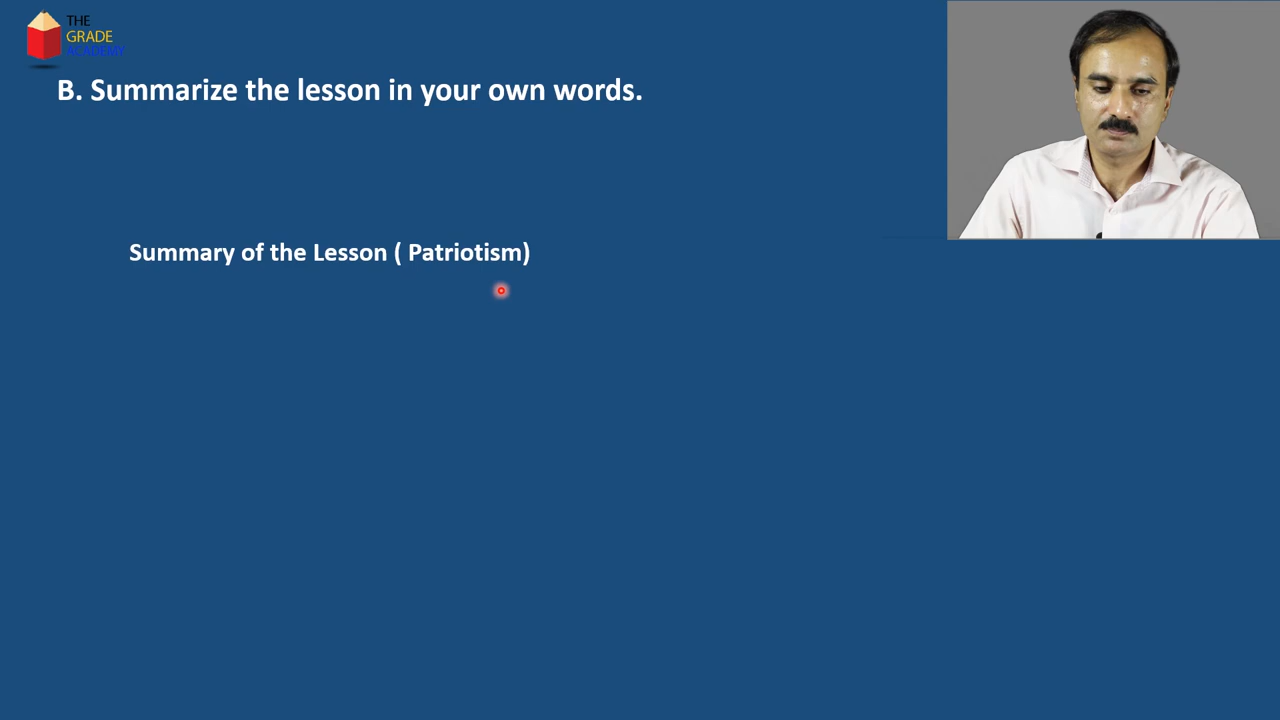 THE
GRADE
ACADEMY
B. Summarize the lesson in your own words.
Summary of the Lesson ( Patriotism)